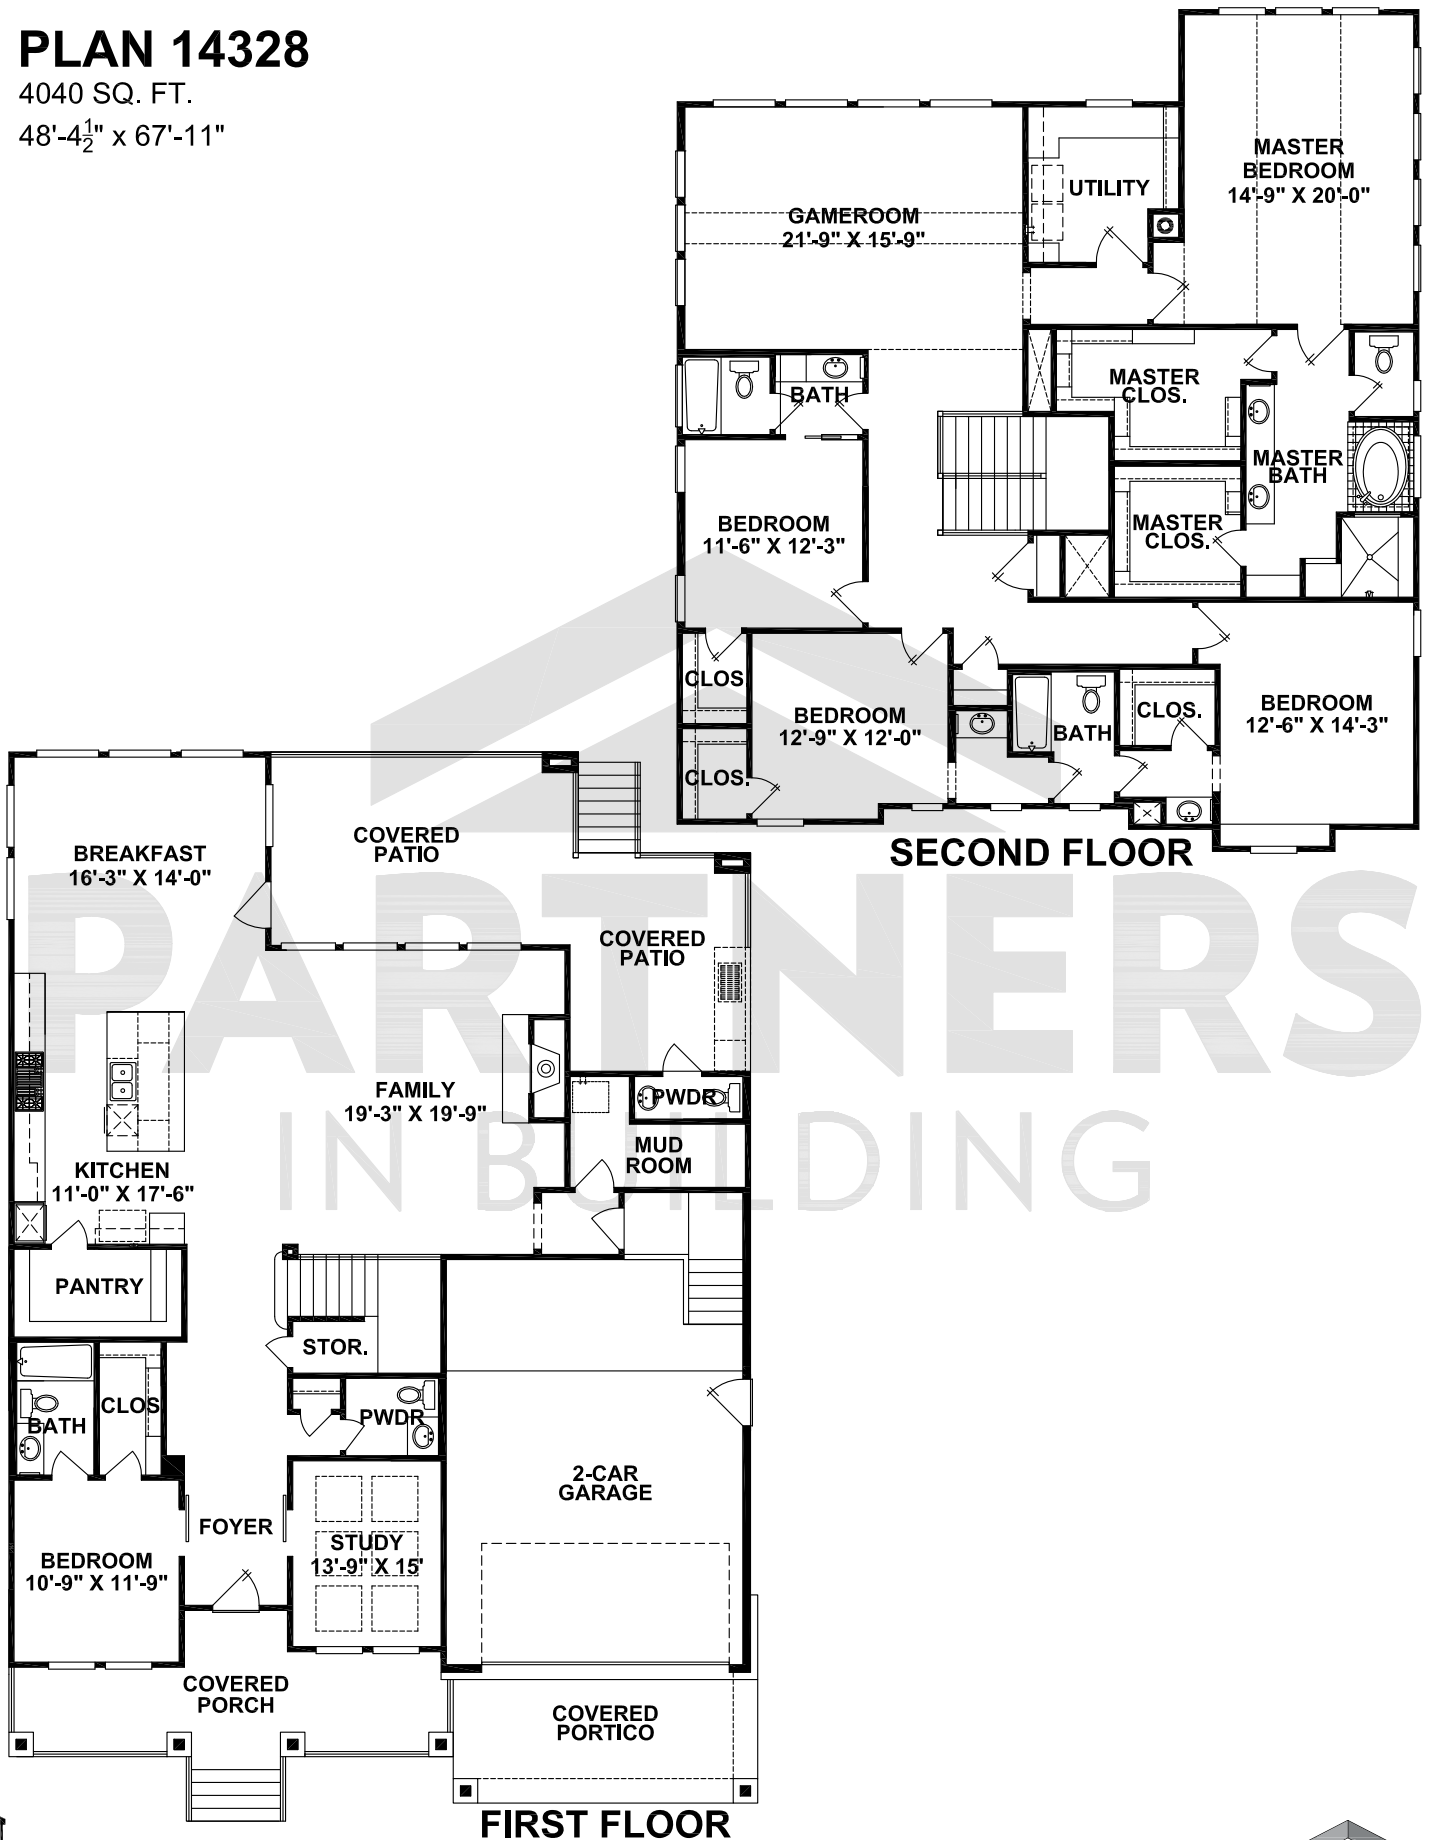 PLAN 14328
4040 SQ. FT.
48'-4½" x 67'-11"
MASTER
BEDROOM
14'-9" X 20'-0"
UTILITY
GAMEROOM
21'-9" X 15'-9"
MASTER
CLOS.
BATH
MASTER
BATH
BEDROOM
11'-6" X 12'-3"
MASTER
CLOS.
CLOS
BEDROOM
12'-9" X 12'-0"
CLOS.
BATH
CLOS.
BEDROOM
12'-6" X 14'-3"
SECOND FLOOR
COVERED
PATIO
BREAKFAST
16'-3" X 14'-0"
COVERED
PATIO
PARTNERS
IN BUILDING
FAMILY
19'-3" X 19'-9"
PWDR
MUD
ROOM
KITCHEN
11'-0" X 17'-6"
PANTRY
STOR.
CLOS
BATH
PWDR
2-CAR
GARAGE
FOYER
STUDY
13'-9" X 15'
BEDROOM
10'-9" X 11'-9"
COVERED
PORCH
COVERED
PORTICO
FIRST FLOOR